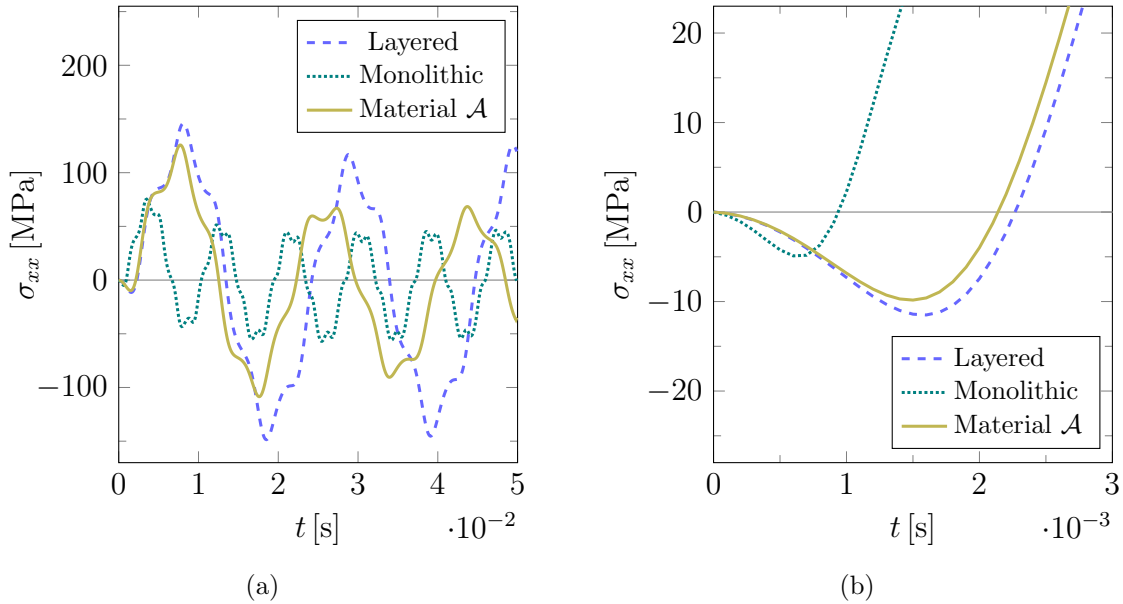 Layered
Monolithic
Material 𝒜
200
100
0
−100
σxx [MPa]
0 1 2 3 4 5
t [s]
·10−2
(a)
20
10
0
−10
−20
σxx [MPa]
Layered
Monolithic
Material 𝒜
0 1 2 3
t [s]
·10−3
(b)